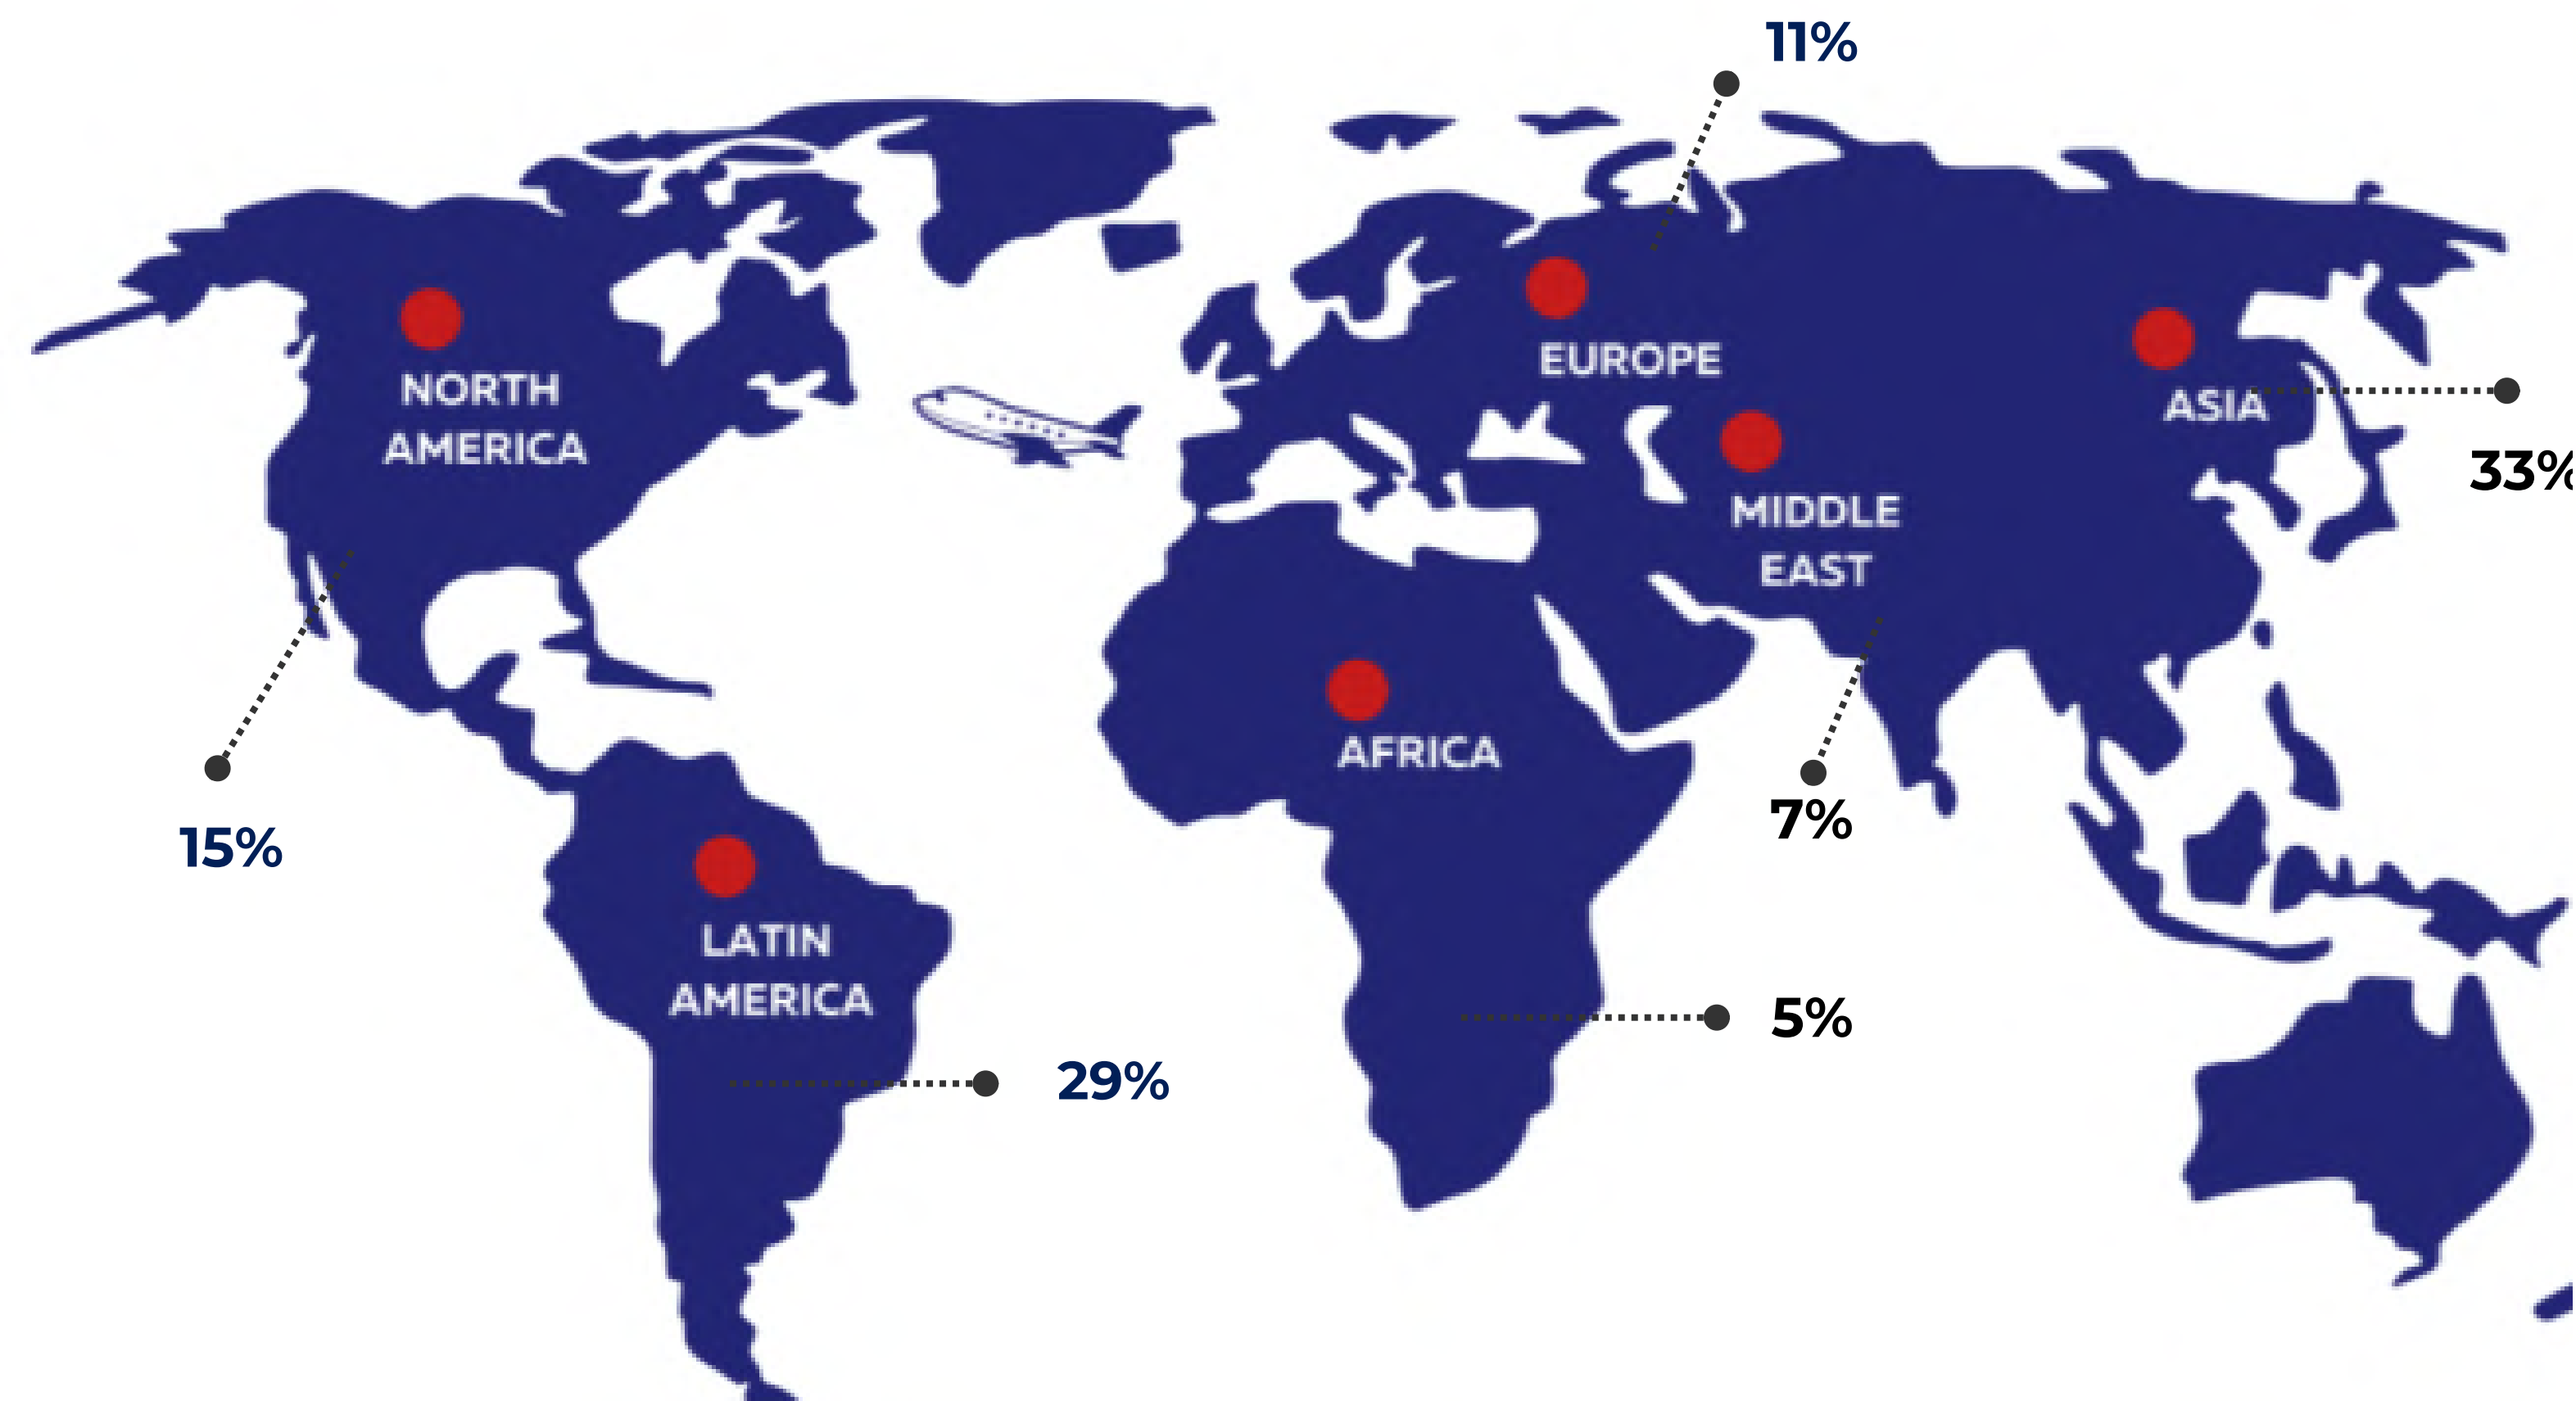 11%
EUROPE
NORTH
AMERICA
ASIA
33%
MIDDLE
EAST
AFRICA
7%
15%
LATIN
AMERICA
5%
29%